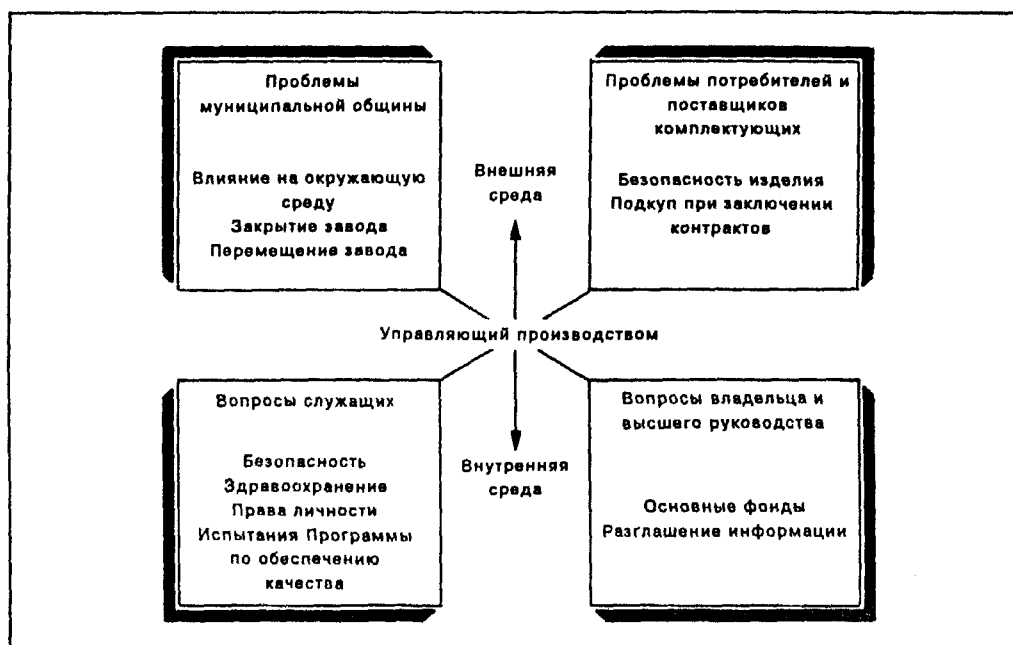 Проблемы
муниципальной общины
Влияние на окружающую
среду
Закрытие завода
Перемещение завода
Внешняя
среда
Проблемы потребителей и
поставщиков
комплектующих
Безопасность изделия
Подкуп при заключении
контрактов
Управляющий производством
Вопросы служащих
Безопасность
Здравоохранение
Права личности
Испытания Программы
по обеспечению
качества
Внутренняя
среда
Вопросы владельца и
высшего руководства
Основные фонды
Разглашение информации